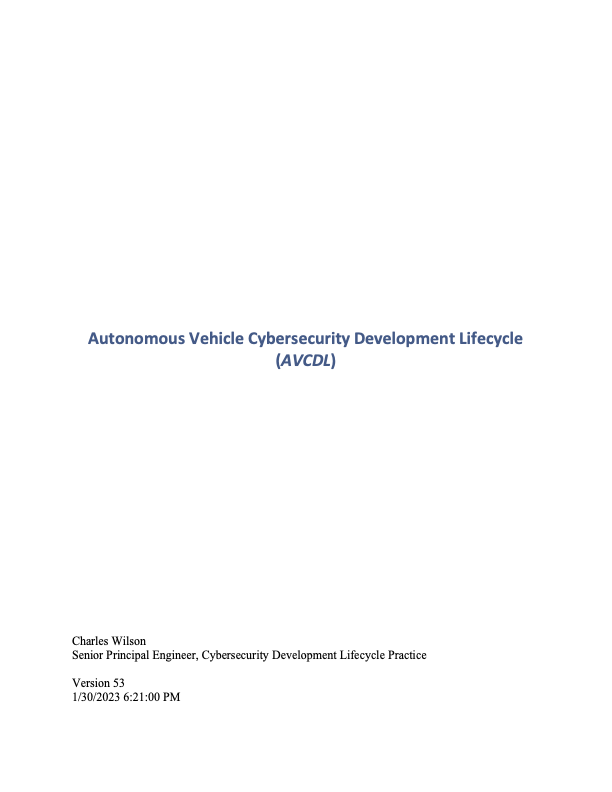 Autonomous Vehicle Cybersecurity Development Lifecycle
(AVCDL)
Charles Wilson
Senior Principal Engineer, Cybersecurity Development Lifecycle Practice
Version 53
1/30/2023 6:21:00 PM